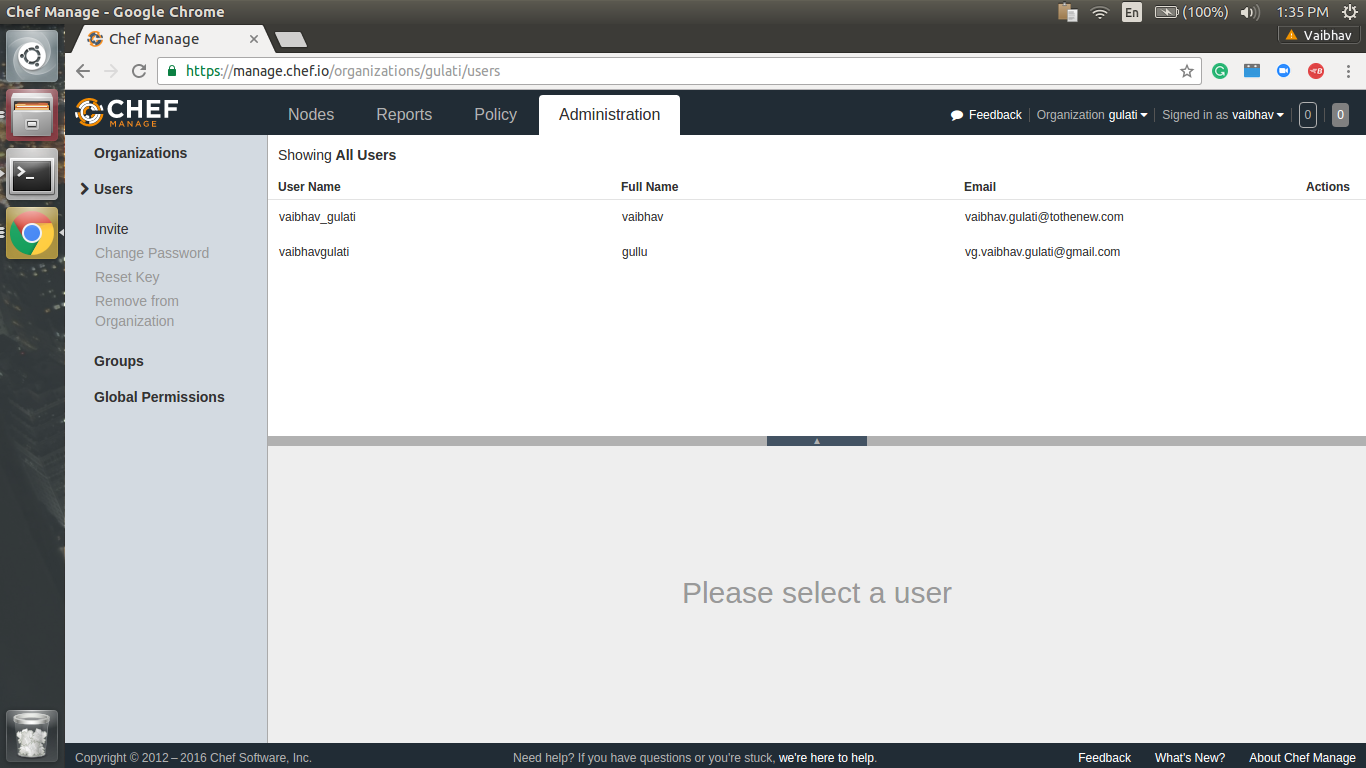 Chef Manage - Google Chrome
En (100%) 1:35 PM
Chef Manage
Vaibhav
https://manage.chef.io/organizations/gulati/users
CHEF
MANAGE
Nodes Reports Policy Administration
Feedback Organization gulati Signed in as vaibhav 0 0
Organizations
Users
Invite
Change Password
Reset Key
Remove from
Organization
Groups
Global Permissions
Showing All Users
User Name Full Name Email Actions
vaibhav_gulati vaibhav vaibhav.gulati@tothenew.com
vaibhavgulati gullu vg.vaibhav.gulati@gmail.com
Please select a user
Copyright © 2012 – 2016 Chef Software, Inc.
Need help? If you have questions or you're stuck, we're here to help.
Feedback What's New? About Chef Manage